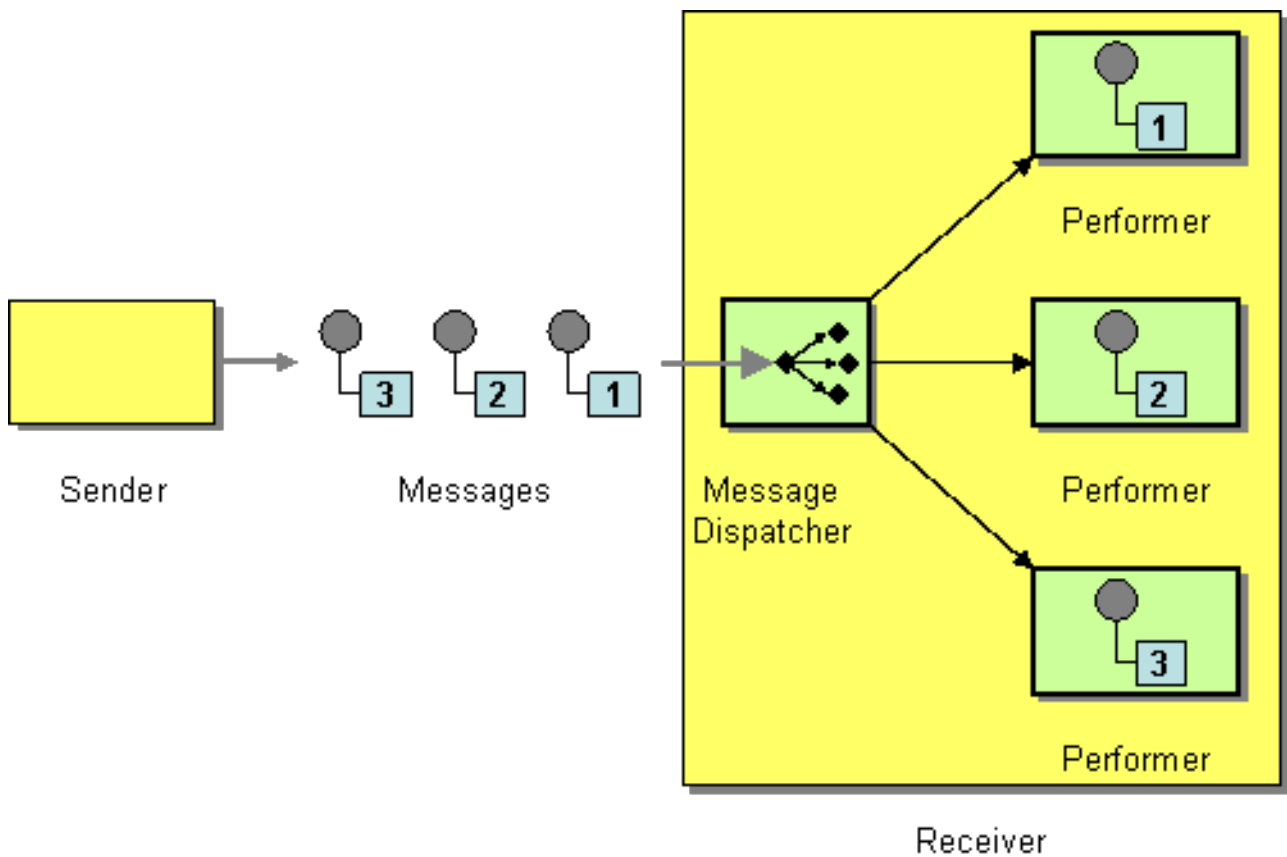 1
Performer
3
2
1
2
Sender
Messages
Message
Dispatcher
Performer
3
Performer
Receiver